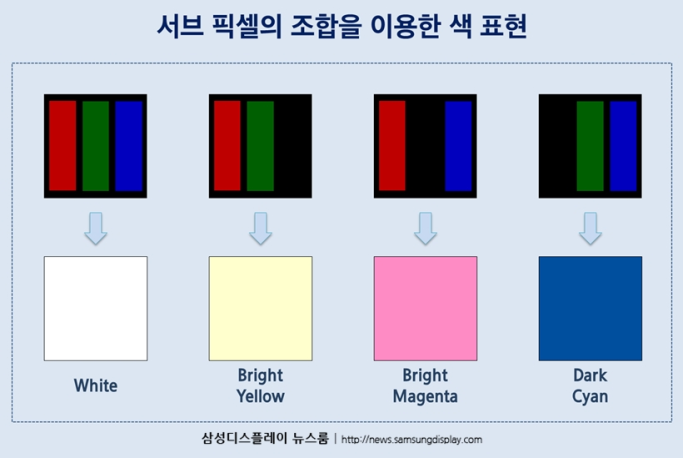 서브 픽셀의 조합을 이용한 색 표현
White
Bright
Yellow
Bright
Magenta
Dark
Cyan
삼성디스플레이 뉴스룸 | http://news.samsungdisplay.com